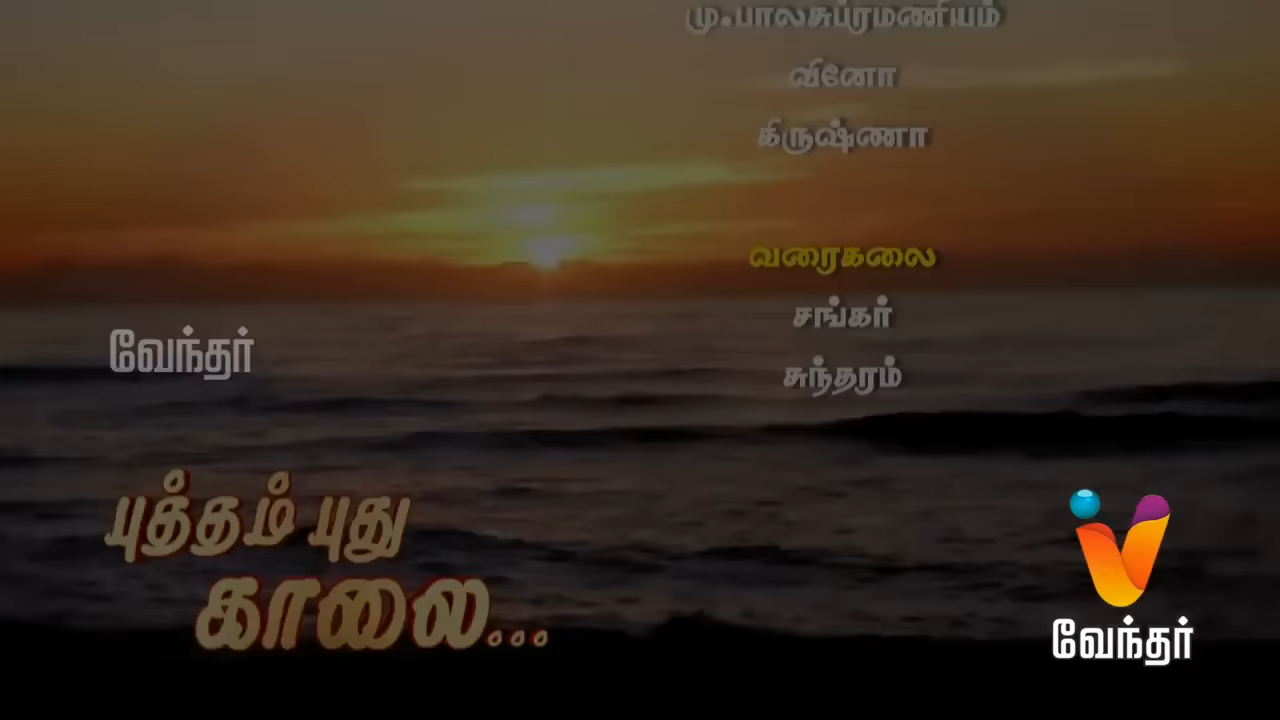 மு.பாலசுப்ரமணியம்
வினோ
கிருஷ்ணா
வரைகலை
சங்கர்
சுந்தரம்
வேந்தர்
புத்தம் புது
காலை...
வேந்தர்